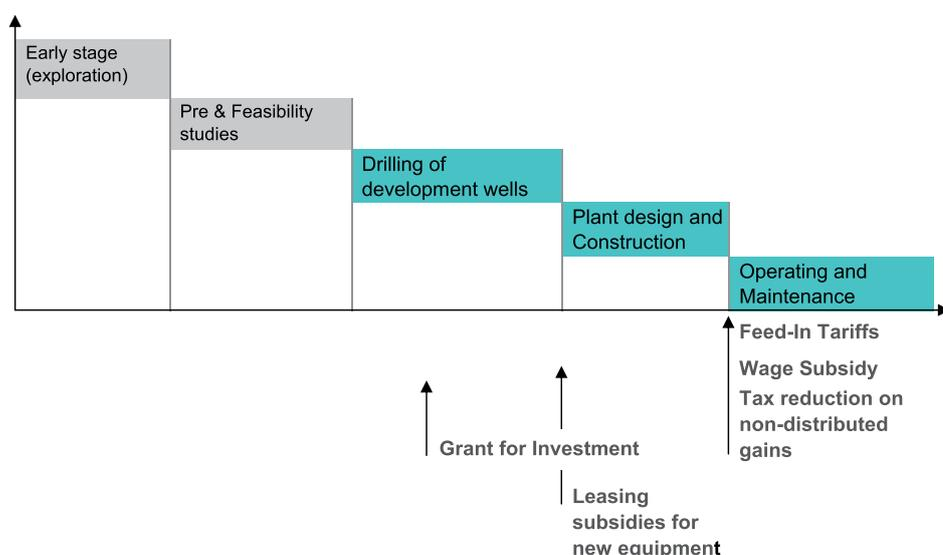 Early stage
(exploration)
Pre & Feasibility
studies
Drilling of
development wells
Plant design and
Construction
Operating and
Maintenance
Feed-In Tariffs
Wage Subsidy
Tax reduction on
non-distributed
gains
Grant for Investment
Leasing
subsidies for
new equipment